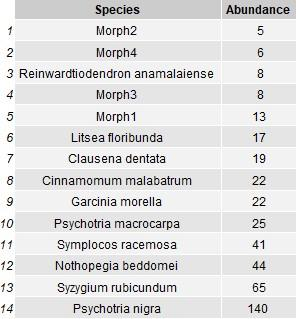 Species Abundance
1 Morph2 5
2 Morph4 6
3 Reinwardtiodendron anamalaiense 8
4 Morph3 8
5 Morph1 13
6 Litsea floribunda 17
7 Clausena dentata 19
8 Cinnamomum malabatrum 22
9 Garcinia morella 22
10 Psychotria macrocarpa 25
11 Symplocos racemosa 41
12 Nothopegia beddomei 44
13 Syzygium rubicundum 65
14 Psychotria nigra 140